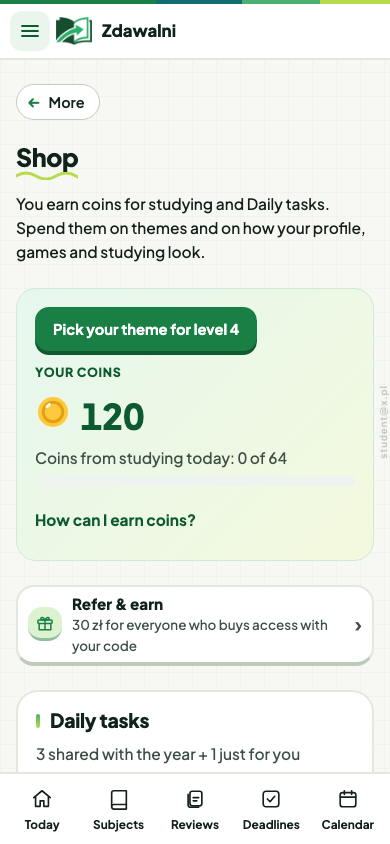 Zdawalni
← More
Shop
You earn coins for studying and Daily tasks.
Spend them on themes and on how your profile,
games and studying look.
Pick your theme for level 4
YOUR COINS
120
Coins from studying today: 0 of 64
How can I earn coins?
Refer & earn
30 zł for everyone who buys access with
your code
›
student@x.pl
Daily tasks
3 shared with the year + 1 just for you
Today Subjects Reviews Deadlines Calendar